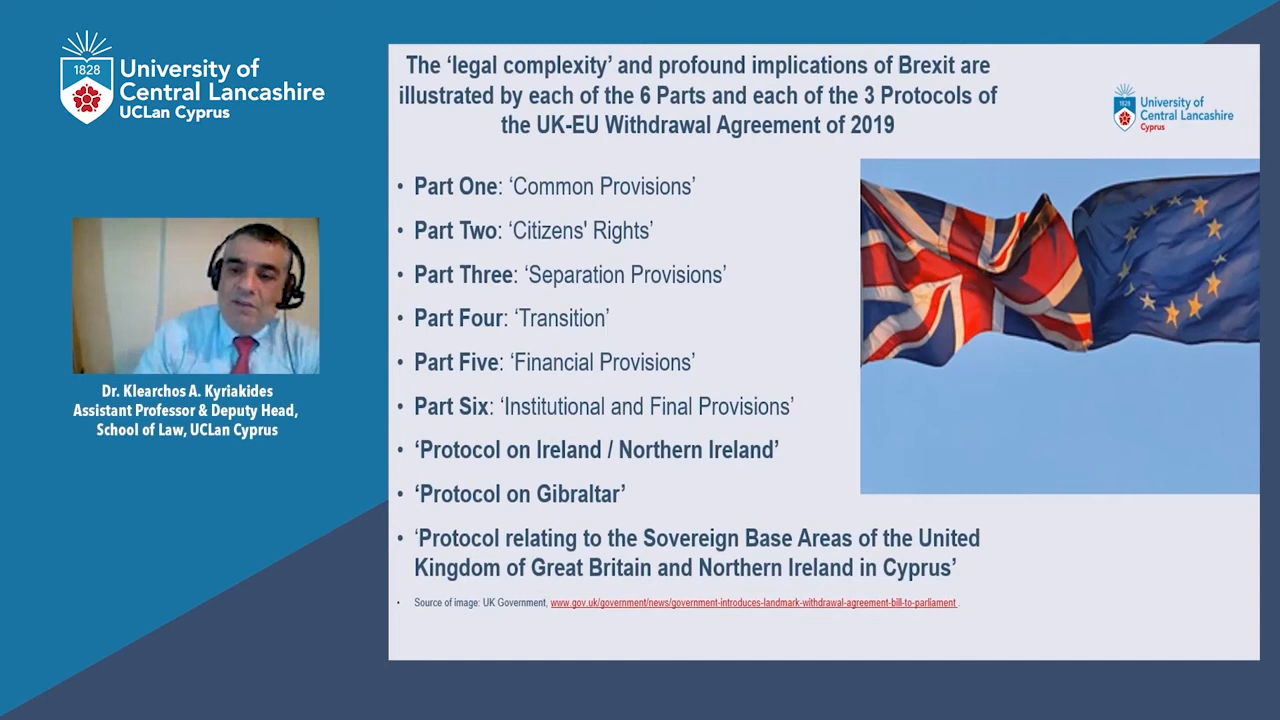 1828
University of
Central Lancashire
UCLan Cyprus
Dr. Klearchos A. Kyriakides
Assistant Professor & Deputy Head,
School of Law, UCLan Cyprus
The ‘legal complexity’ and profound implications of Brexit are
illustrated by each of the 6 Parts and each of the 3 Protocols of
the UK-EU Withdrawal Agreement of 2019
1828
University of
Central Lancashire
Cyprus
• Part One: ‘Common Provisions’
• Part Two: ‘Citizens' Rights’
• Part Three: ‘Separation Provisions’
• Part Four: ‘Transition’
• Part Five: ‘Financial Provisions’
• Part Six: ‘Institutional and Final Provisions’
• ‘Protocol on Ireland / Northern Ireland’
• ‘Protocol on Gibraltar’
• ‘Protocol relating to the Sovereign Base Areas of the United
Kingdom of Great Britain and Northern Ireland in Cyprus’
• Source of image: UK Government, www.gov.uk/government/news/government-introduces-landmark-withdrawal-agreement-bill-to-parliament .